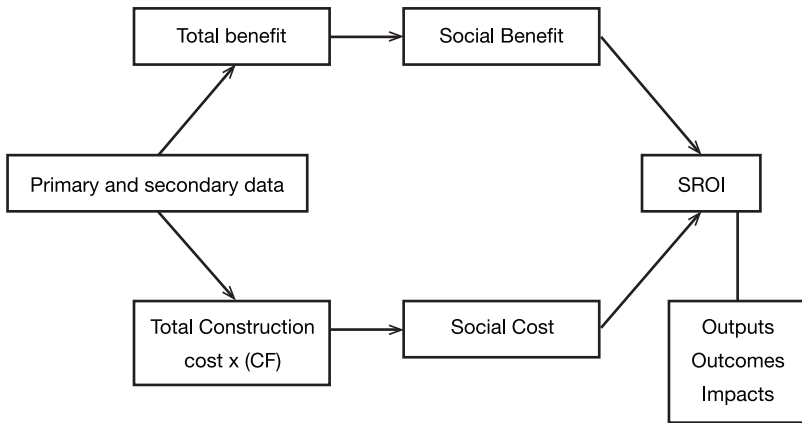 Total benefit
Social Benefit
Primary and secondary data
SROI
Total Construction
cost x (CF)
Social Cost
Outputs
Outcomes
Impacts